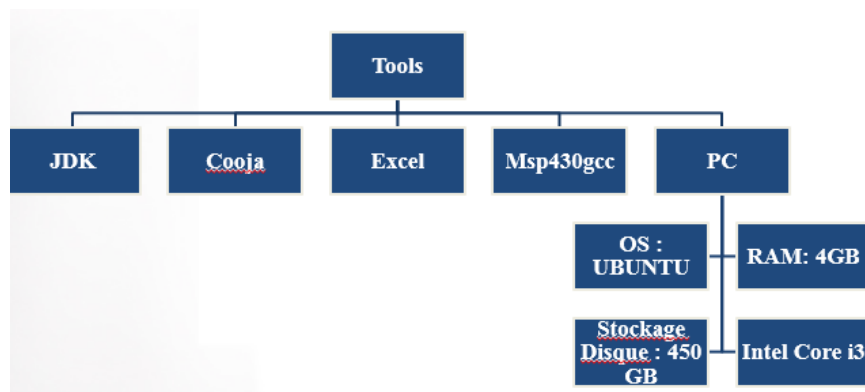 Tools
JDK
Cooja
Excel
Msp430gcc
PC
OS :
UBUNTU
RAM: 4GB
Stockage
Disque : 450
GB
Intel Core i3